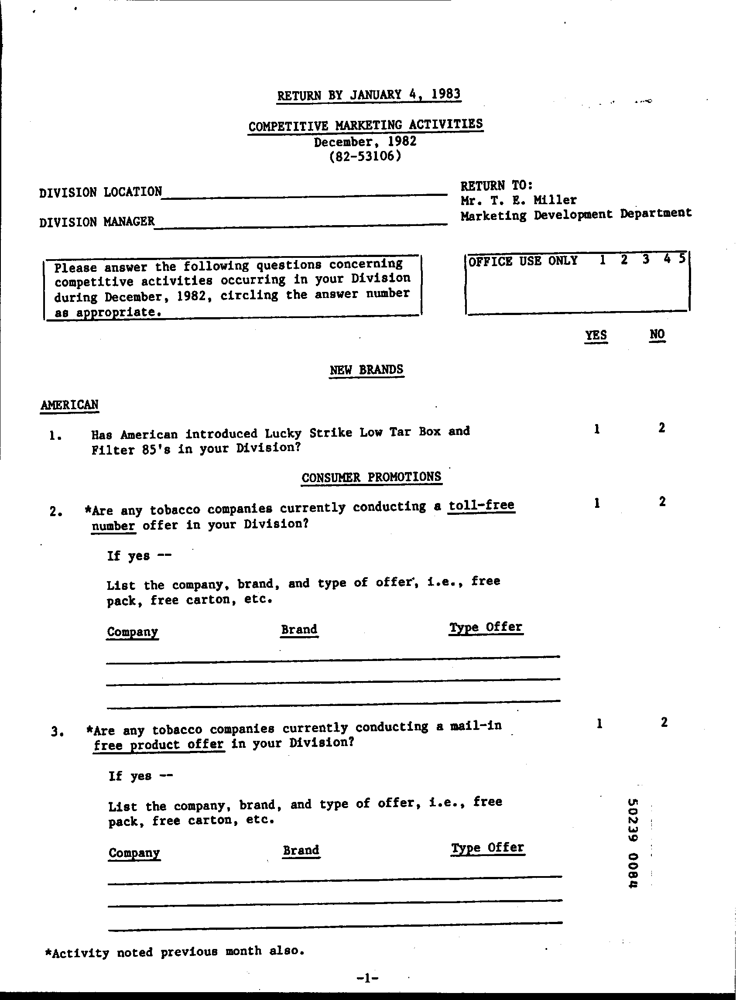 RETURN BY JANUARY 4, 1983
COMPETITIVE MARKETING ACTIVITIES
December, 1982
(82-53106)
DIVISION LOCATION
RETURN TO:
Mr. T. E. Miller
DIVISION MANAGER
Marketing Development Department
Please answer the following questions concerning
competitive activities occurring in your Division
during December, 1982, circling the answer number
as appropriate.
OFFICE USE ONLY 1 2 3 4 5
YES NO
NEW BRANDS
AMERICAN
1. Has American introduced Lucky Strike Low Tar Box and 1 2
Filter 85's in your Division?
CONSUMER PROMOTIONS
2. *Are any tobacco companies currently conducting a toll-free 1 2
number offer in your Division?
If yes --
List the company, brand, and type of offer, i.e., free
pack, free carton, etc.
Company Brand Type Offer
3. *Are any tobacco companies currently conducting a mail-in 1 2
free product offer in your Division?
If yes --
List the company, brand, and type of offer, i.e., free
pack, free carton, etc.
Company Brand Type Offer
50239 0084
*Activity noted previous month also.
-1-